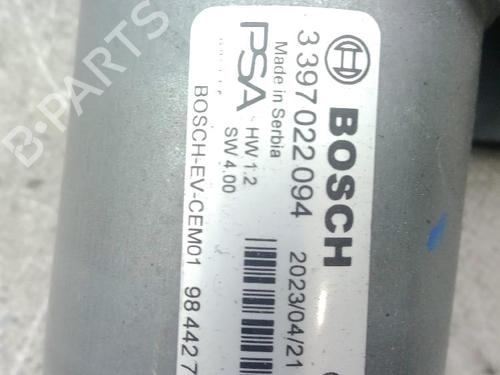 BOSCH
3 397 022 094 2023/04/21
Made in Serbia
PSA HW 1.2
SW 4.00
BOSCH-EV-CEM01 98 442 7
B-PARTS